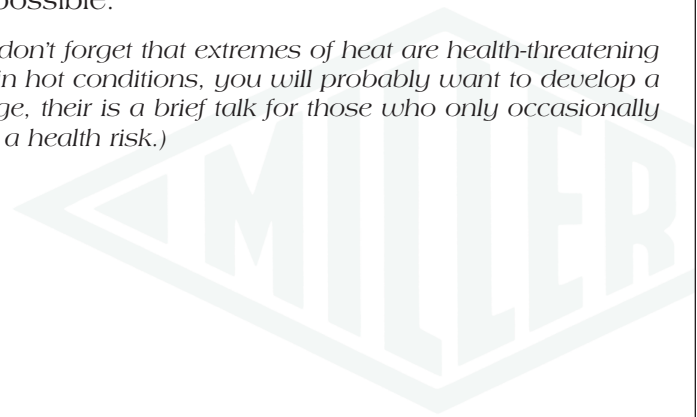 possible.
don't forget that extremes of heat are health-threatening
in hot conditions, you will probably want to develop a
ge, their is a brief talk for those who only occasionally
a health risk.)
MILLER